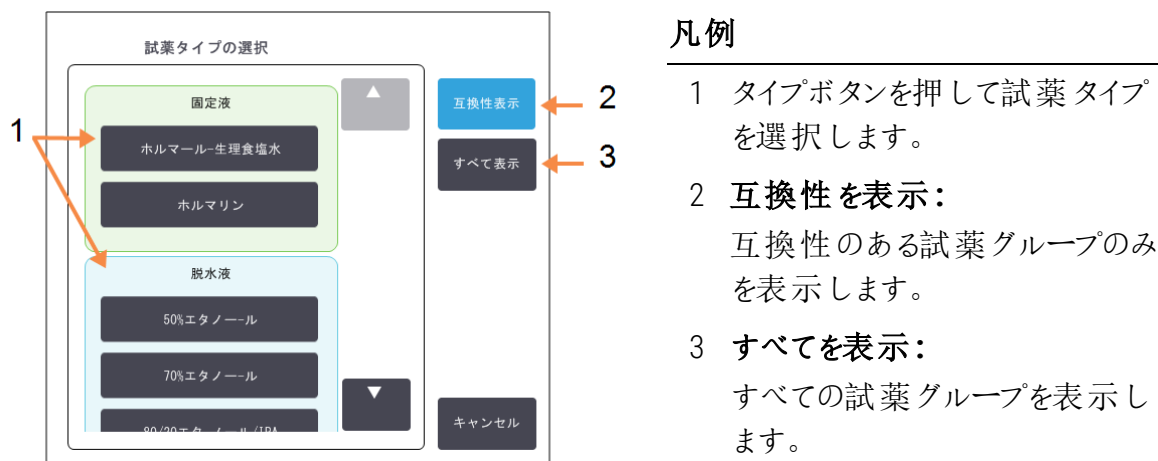 試薬タイプの選択
固定液
ホルマール-生理食塩水
ホルマリン
脱水液
50%エタノ—-ル
70%エタノ—-ル
互換性表示
すべて表示
キャンセル
1
2
3
凡例
1 タイプボタンを押して試薬タイプ
を選択します。
2 互換性を表示:
互換性のある試薬グループのみ
を表示します。
3 すべてを表示:
すべての試薬グループを表示し
ます。